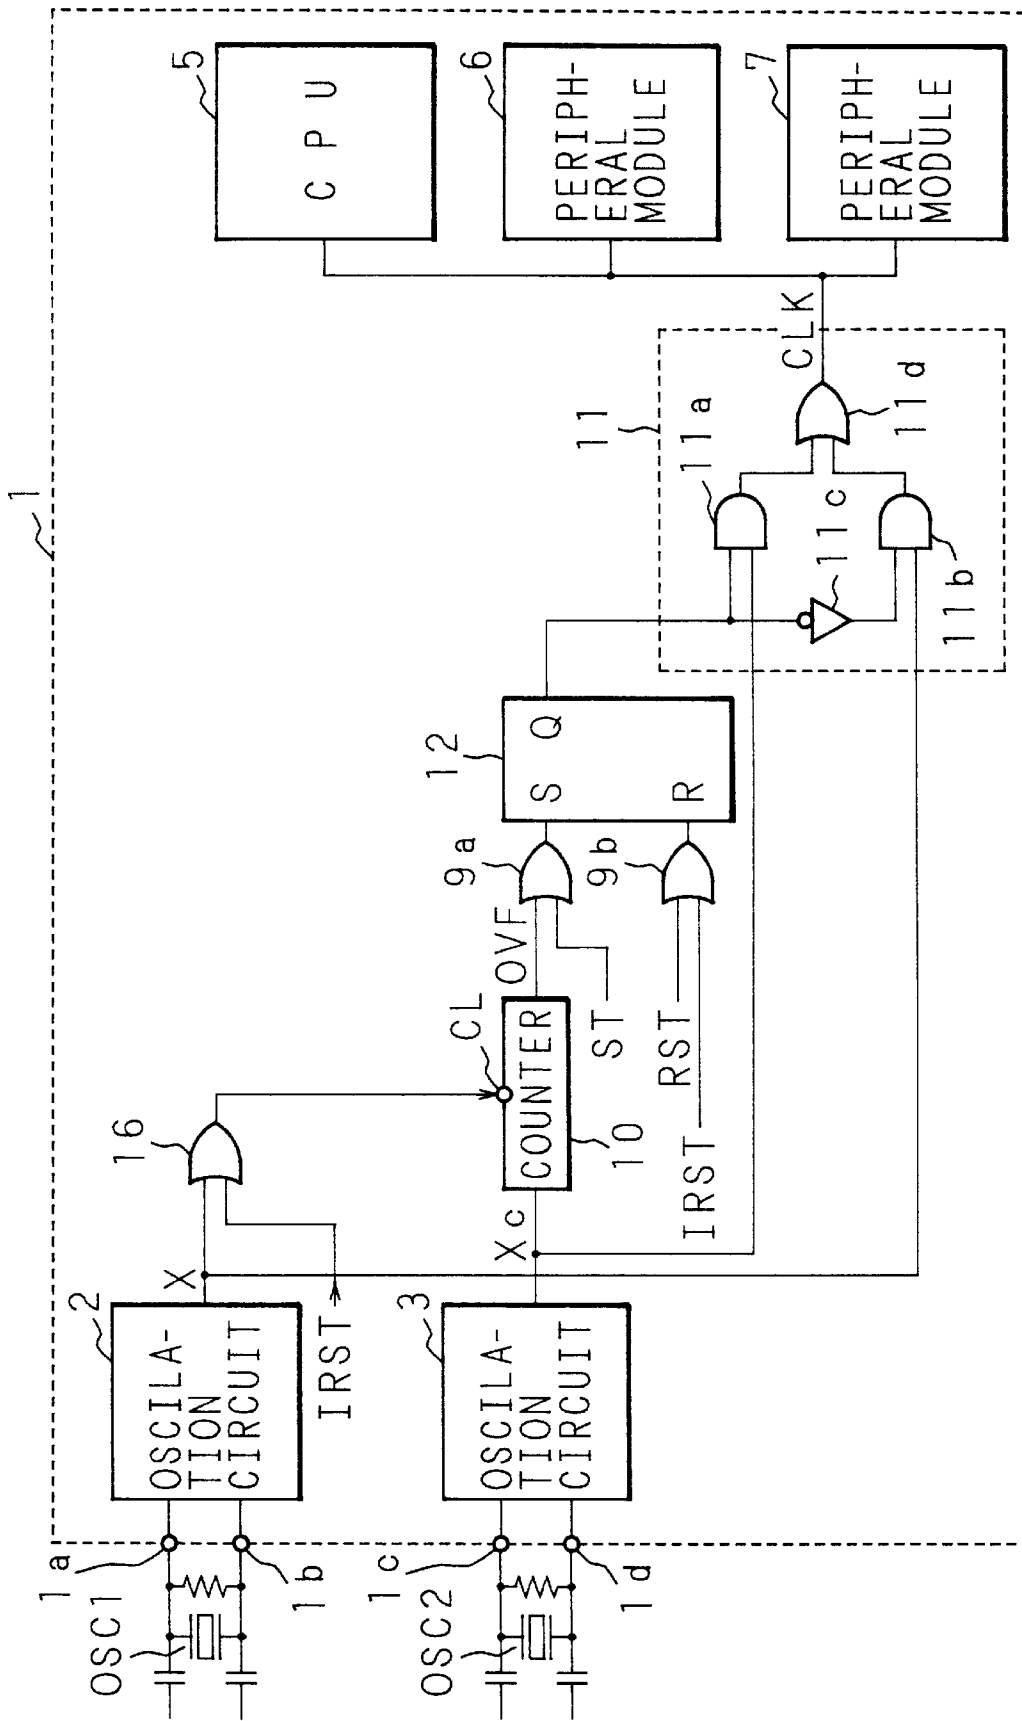 1
OSC1
1a
1b
2
OSCILA-
TION
CIRCUIT
X
IRST
16
OSC2
1c
1d
3
OSCILA-
TION
CIRCUIT
Xc
COUNTER
10
CL
OVF
ST
RST
IRST
9a
9b
12
S
Q
R
11
11a
11b
11c
11d
CLK
5
CPU
6
PERIPH-
ERAL
MODULE
7
PERIPH-
ERAL
MODULE